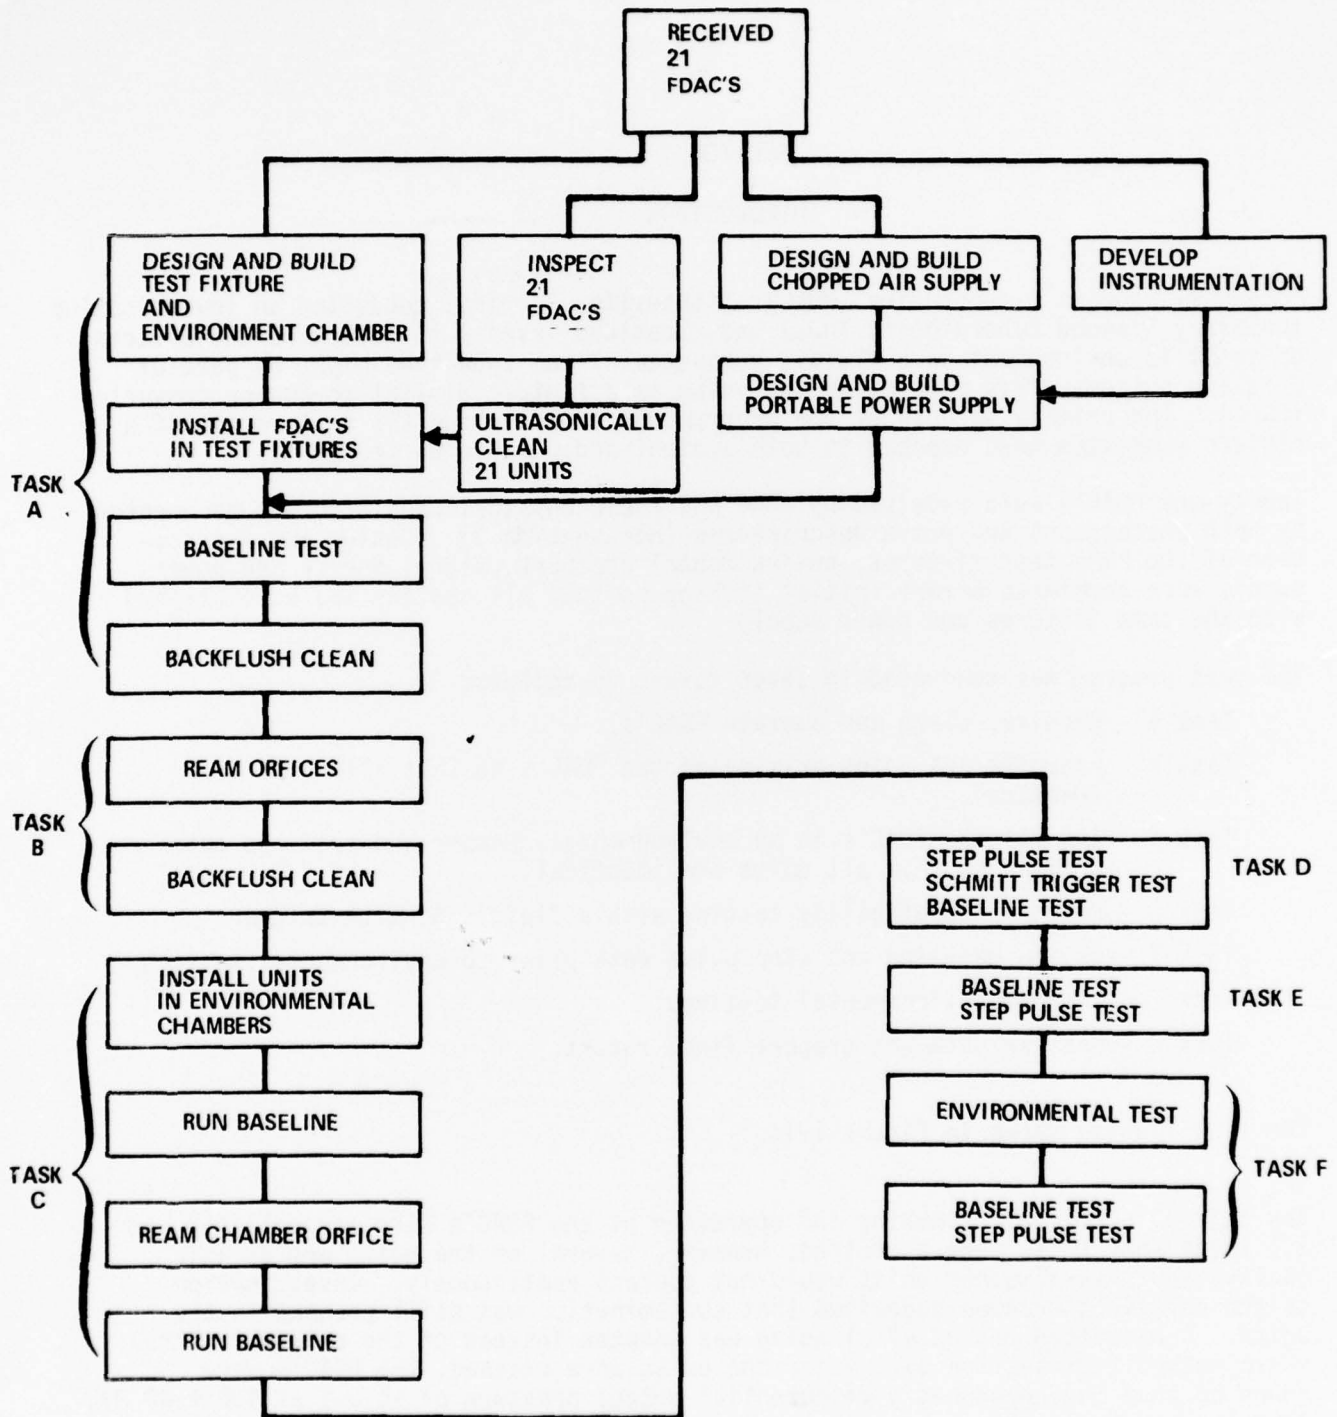 RECEIVED
21
FDAC'S
DESIGN AND BUILD
TEST FIXTURE
AND
ENVIRONMENT CHAMBER
INSPECT
21
FDAC'S
DESIGN AND BUILD
CHOPPED AIR SUPPLY
DEVELOP
INSTRUMENTATION
INSTALL FDAC'S
IN TEST FIXTURES
ULTRASONICALLY
CLEAN
21 UNITS
DESIGN AND BUILD
PORTABLE POWER SUPPLY
TASK
A
BASELINE TEST
BACKFLUSH CLEAN
TASK
B
REAM ORFICES
BACKFLUSH CLEAN
TASK
C
INSTALL UNITS
IN ENVIRONMENTAL
CHAMBERS
RUN BASELINE
REAM CHAMBER ORFICE
RUN BASELINE
STEP PULSE TEST
SCHMITT TRIGGER TEST
BASELINE TEST
TASK D
BASELINE TEST
STEP PULSE TEST
TASK E
ENVIRONMENTAL TEST
BASELINE TEST
STEP PULSE TEST
TASK F